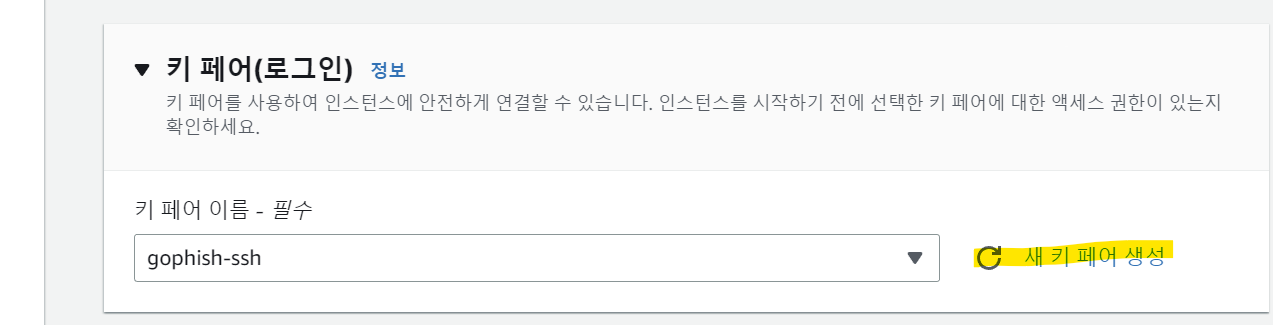 키 페어(로그인) 정보
키 페어를 사용하여 인스턴스에 안전하게 연결할 수 있습니다. 인스턴스를 시작하기 전에 선택한 키 페어에 대한 액세스 권한이 있는지
확인하세요.
키 페어 이름 - 필수
gophish-ssh
새 키 페어 생성